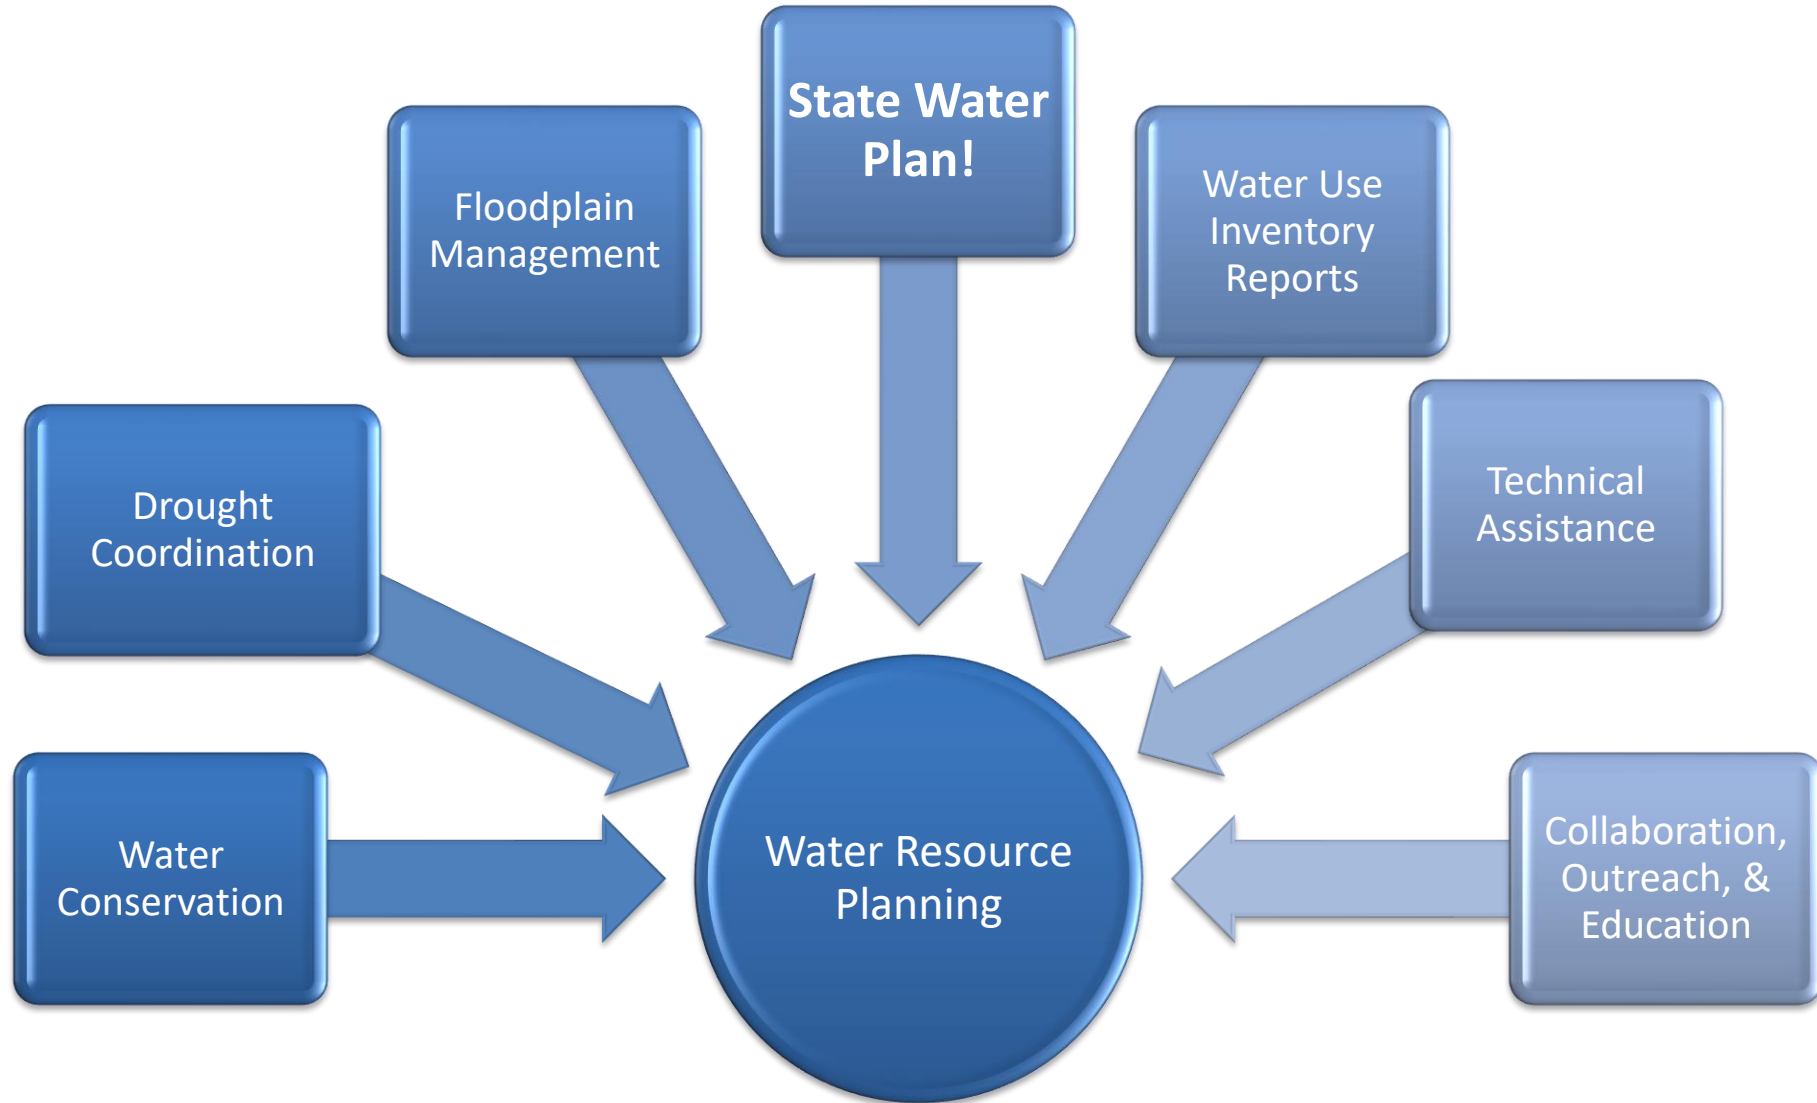 State Water
Plan!
Floodplain
Management
Water Use
Inventory
Reports
Drought
Coordination
Technical
Assistance
Water
Conservation
Water Resource
Planning
Collaboration,
Outreach, &
Education